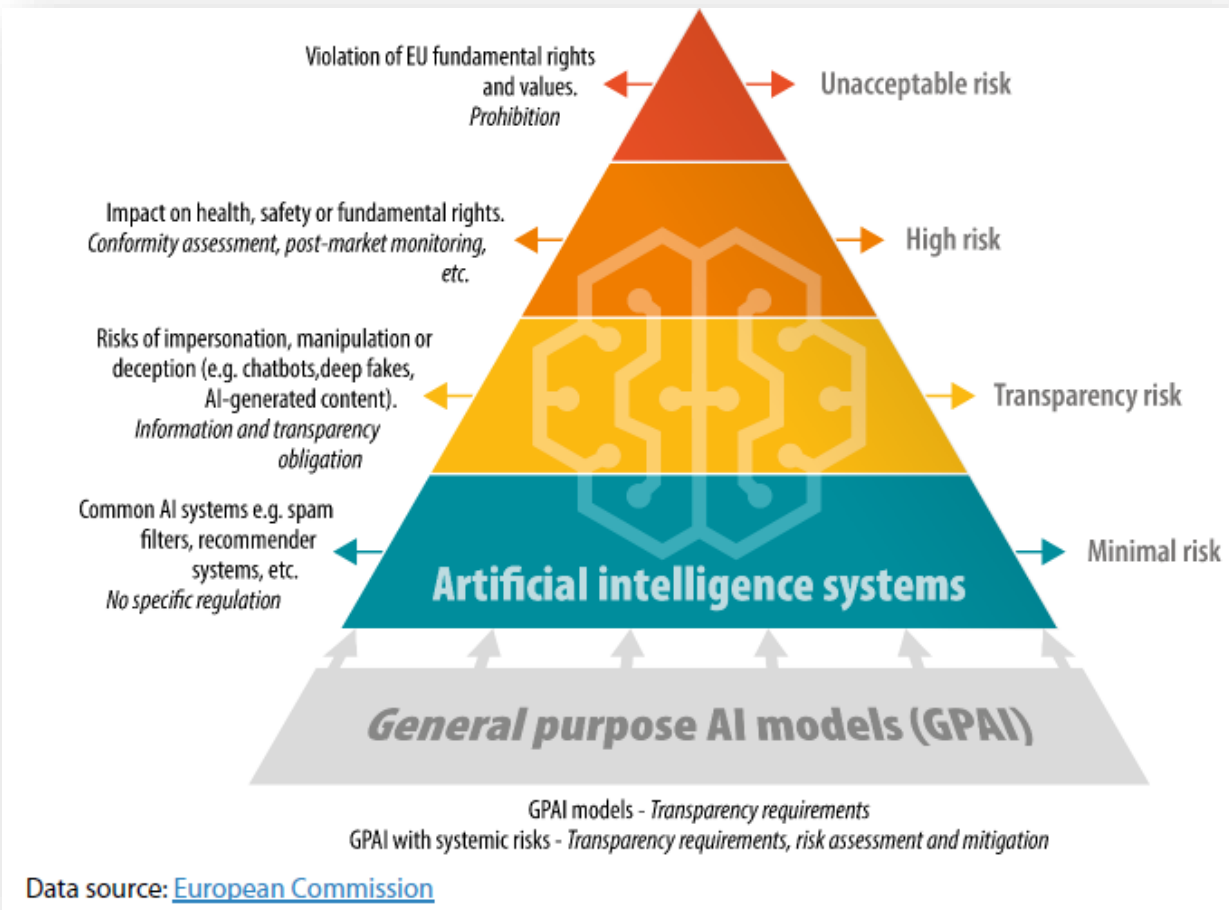 Violation of EU fundamental rights
and values.
Prohibition
Unacceptable risk
Impact on health, safety or fundamental rights.
Conformity assessment, post-market monitoring,
etc.
High risk
Risks of impersonation, manipulation or
deception (e.g. chatbots,deep fakes,
AI-generated content).
Information and transparency
obligation
Transparency risk
Common AI systems e.g. spam
filters, recommender
systems, etc.
No specific regulation
Minimal risk
Artificial intelligence systems
General purpose AI models (GPAI)
GPAI models - Transparency requirements
GPAI with systemic risks - Transparency requirements, risk assessment and mitigation
Data source: European Commission